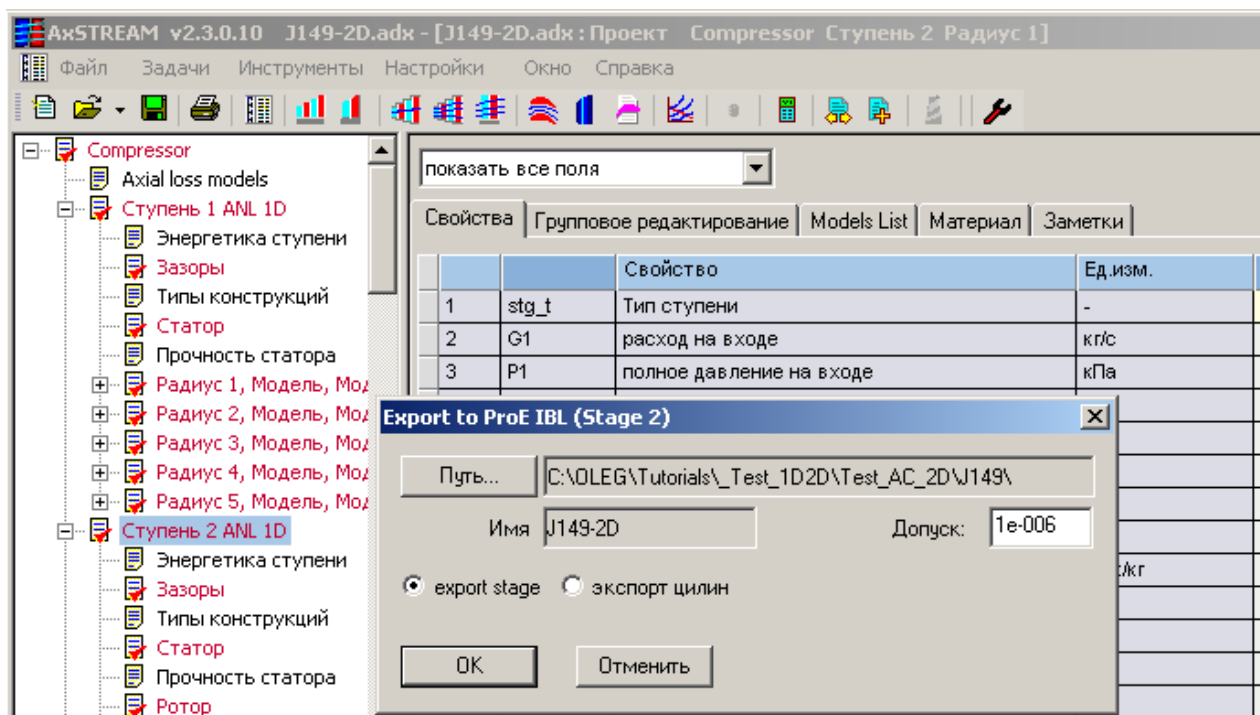 AxSTREAM v2.3.0.10 J149-2D.adx - [J149-2D.adx : Проект Compressor Ступень 2 Радиус 1]
Файл Задачи Инструменты Настройки Окно Справка
Compressor
Axial loss models
Ступень 1 ANL 1D
Энергетика ступени
Зазоры
Типы конструкций
Статор
Прочность статора
Радиус 1, Модель, Мод
Радиус 2, Модель, Мод
Радиус 3, Модель, Мод
Радиус 4, Модель, Мод
Радиус 5, Модель, Мод
Ступень 2 ANL 1D
Энергетика ступени
Зазоры
Типы конструкций
Статор
Прочность статора
Ротор
показать все поля
Свойства Групповое редактирование Models List Материал Заметки
Свойство Ед.изм.
1 stg_t Тип ступени -
2 G1 расход на входе кг/с
3 P1 полное давление на входе кПа
/кг
Export to ProE IBL (Stage 2)
Путь... C:\OLEG\Tutorials\_Test_1D2D\Test_AC_2D\J149\
Имя J149-2D Допуск: 1e-006
export stage экспорт цилин
OK Отменить